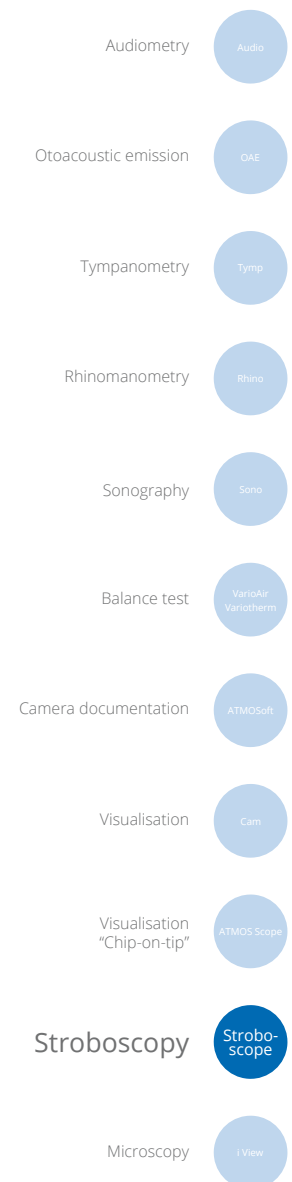 Audiometry
Audio
Otoacoustic emission
OAE
Tympanometry
Tymp
Rhinomanometry
Rhino
Sonography
Sono
Balance test
VarioAir
Variotherm
Camera documentation
ATMOSoft
Visualisation
Cam
Visualisation
“Chip-on-tip”
ATMOS Scope
Stroboscopy
Strobo-
scope
Microscopy
I View